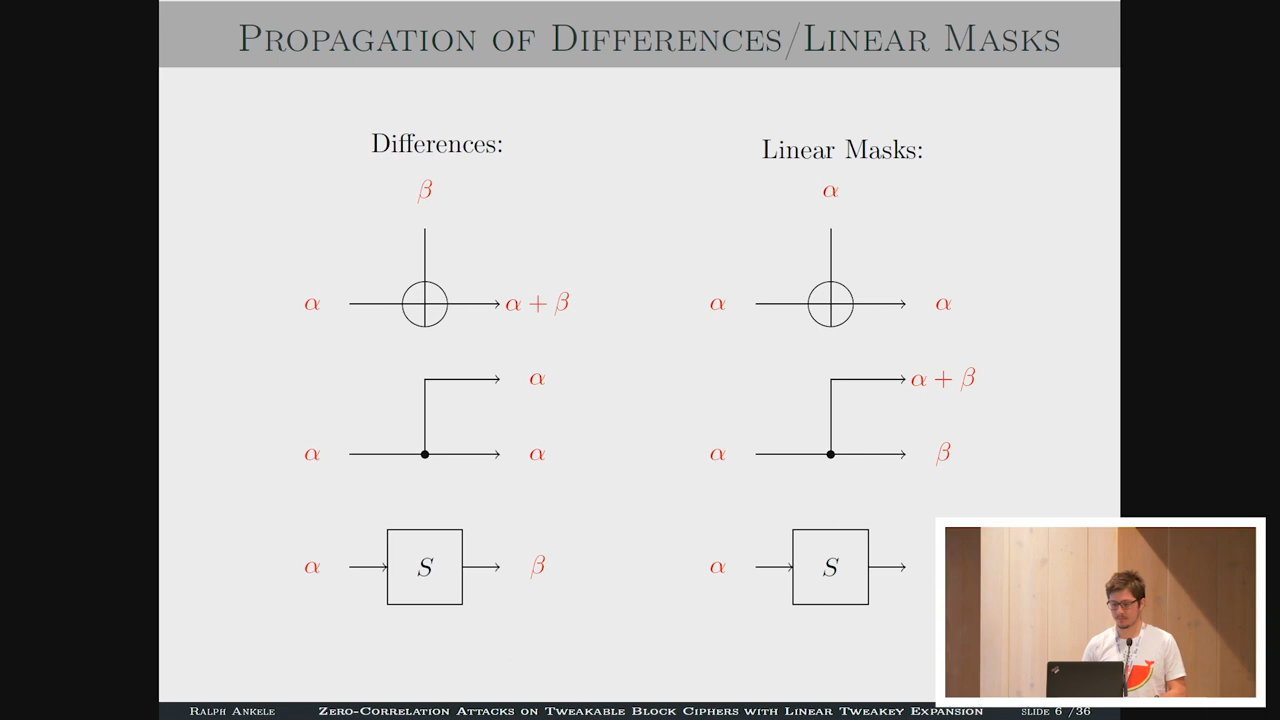 PROPAGATION OF DIFFERENCES/LINEAR MASKS
Differences:
β
α α + β
α
α α
α S β
Linear Masks:
α
α α
α + β
α β
α S
RALPH ANKELE ZERO-CORRELATION ATTACKS ON TWEAKABLE BLOCK CIPHERS WITH LINEAR TWEAKEY EXPANSION SLIDE 6 /36